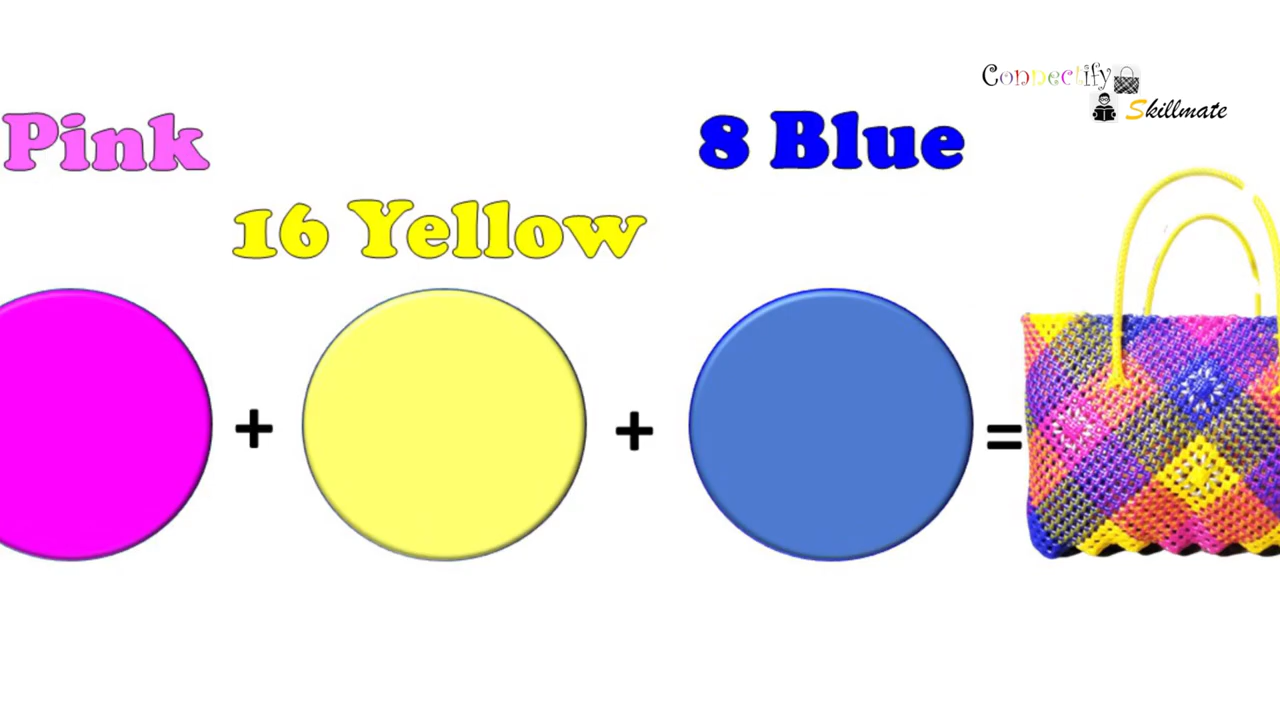 Connectify
Skillmate
Pink
8 Blue
16 Yellow
+
+
=